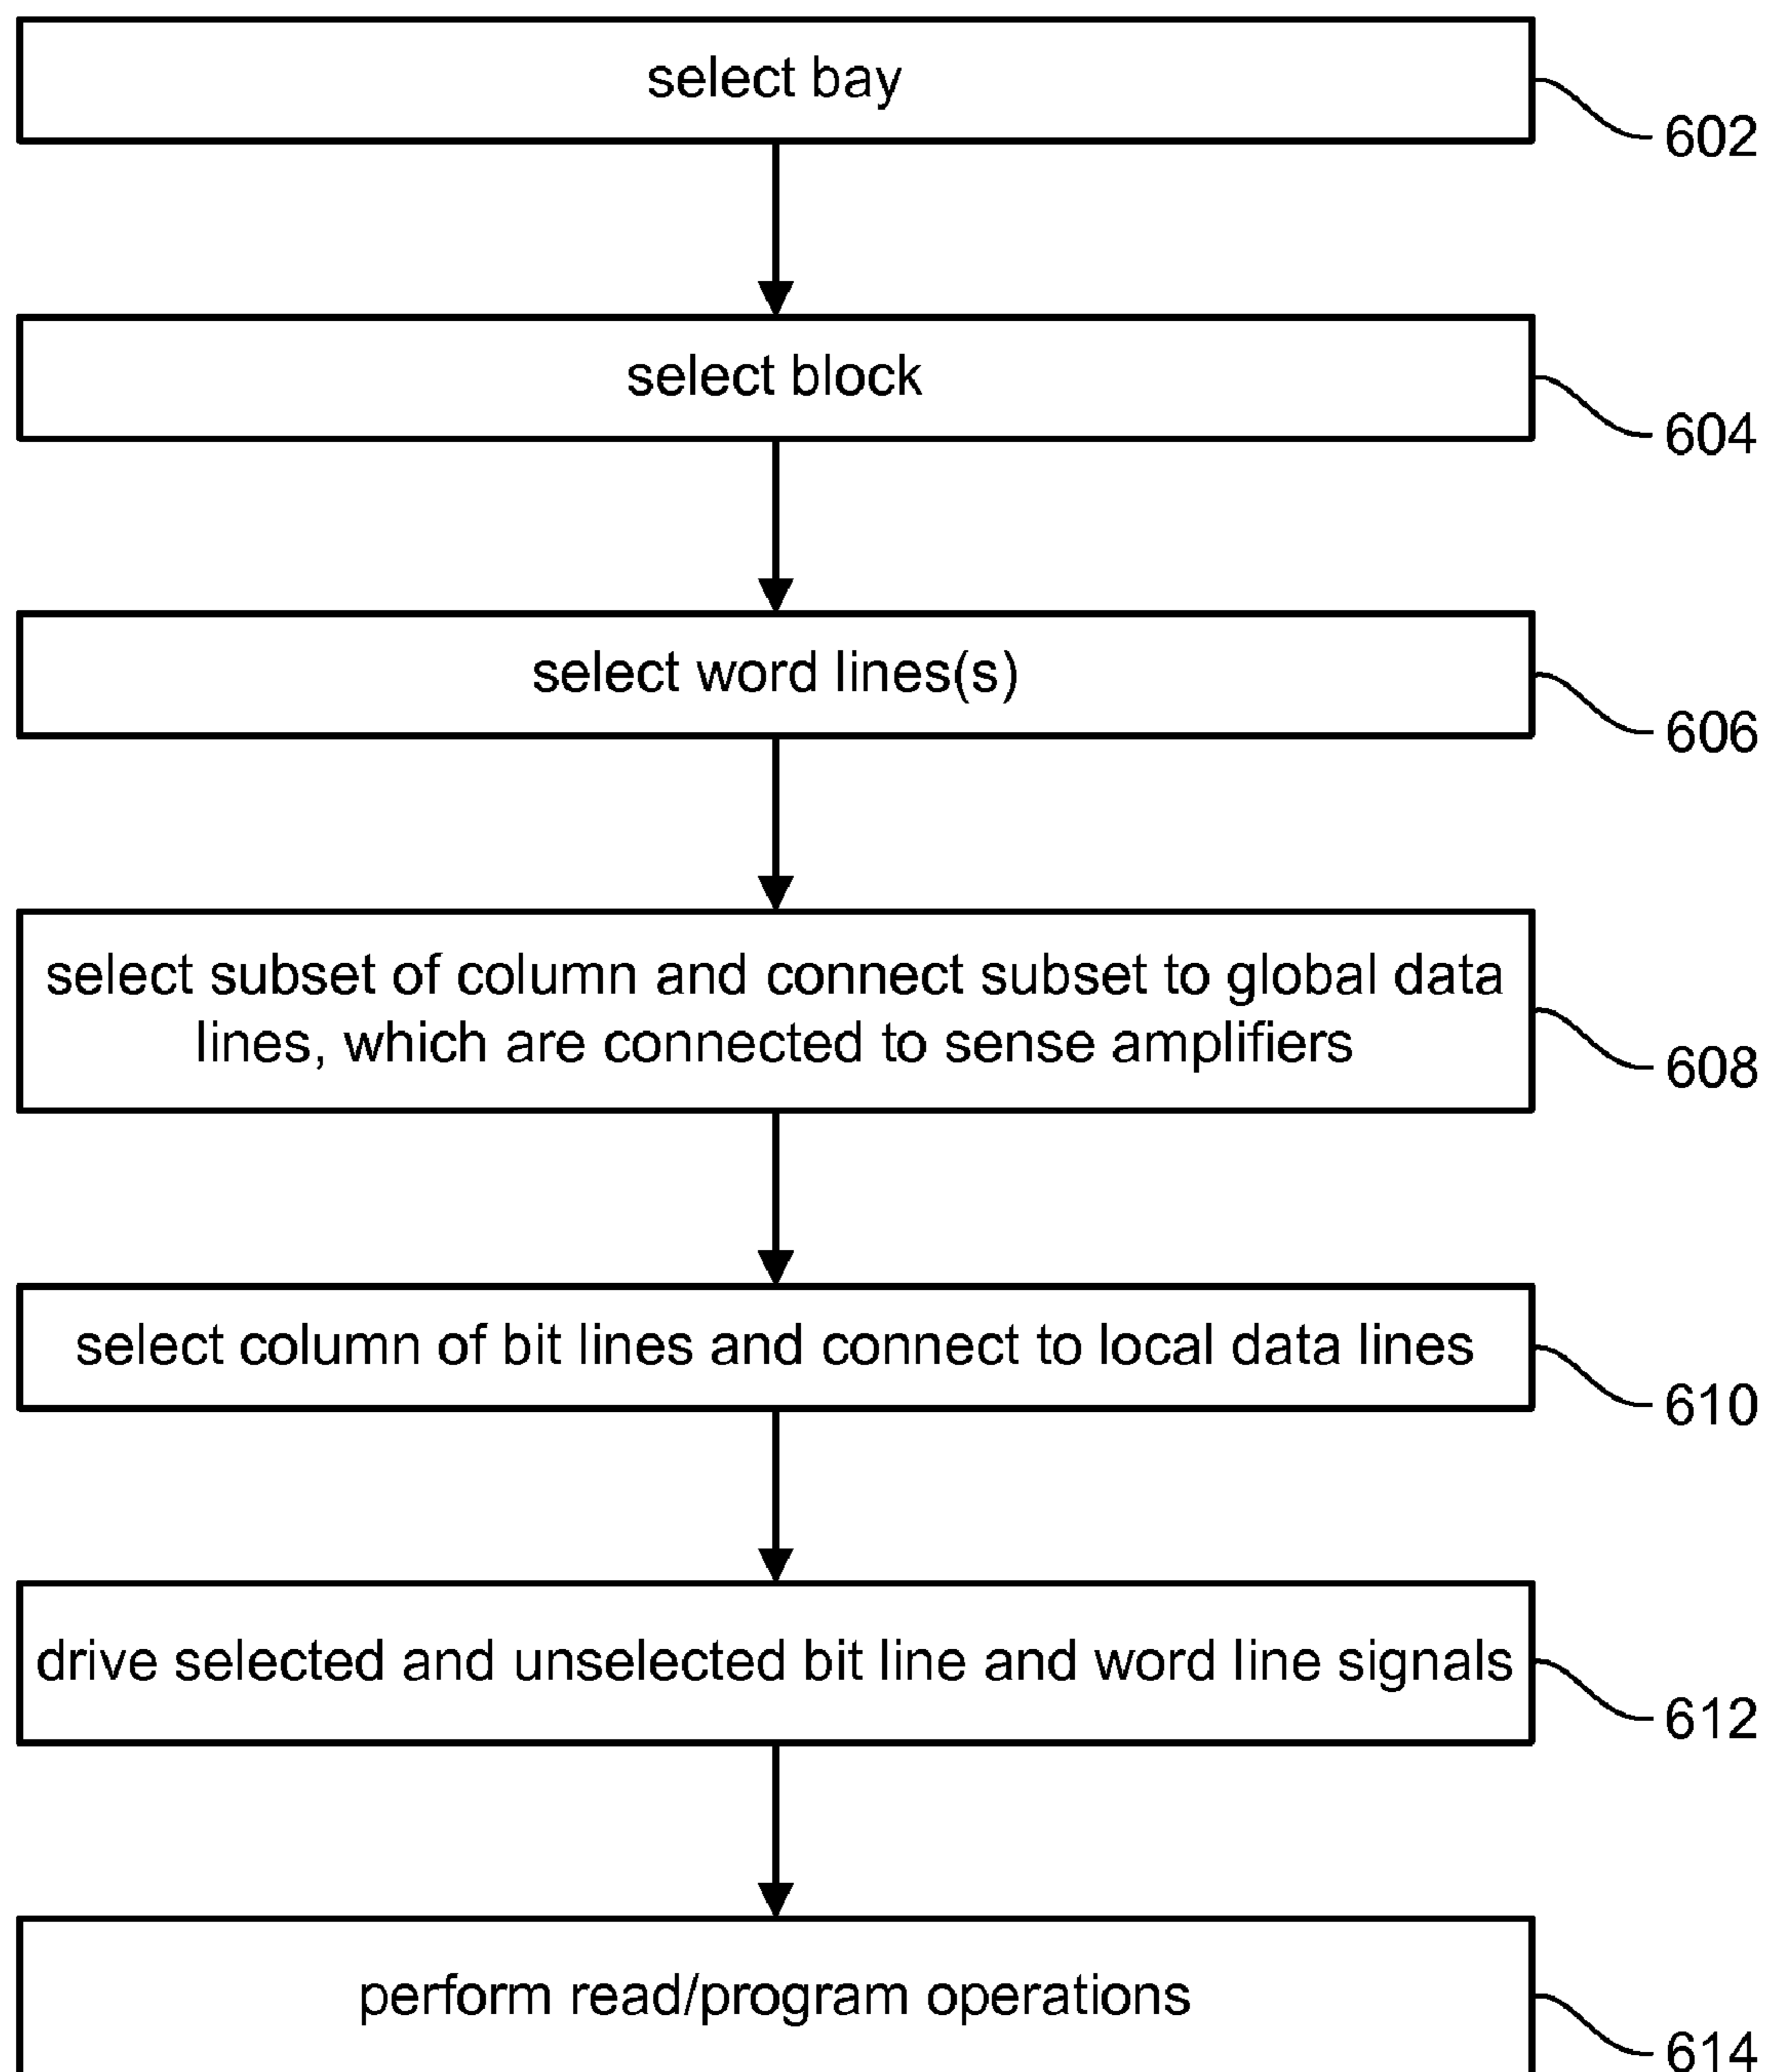 select bay
602
select block
604
select word lines(s)
606
select subset of column and connect subset to global data
lines, which are connected to sense amplifiers
608
select column of bit lines and connect to local data lines
610
drive selected and unselected bit line and word line signals
612
perform read/program operations
614